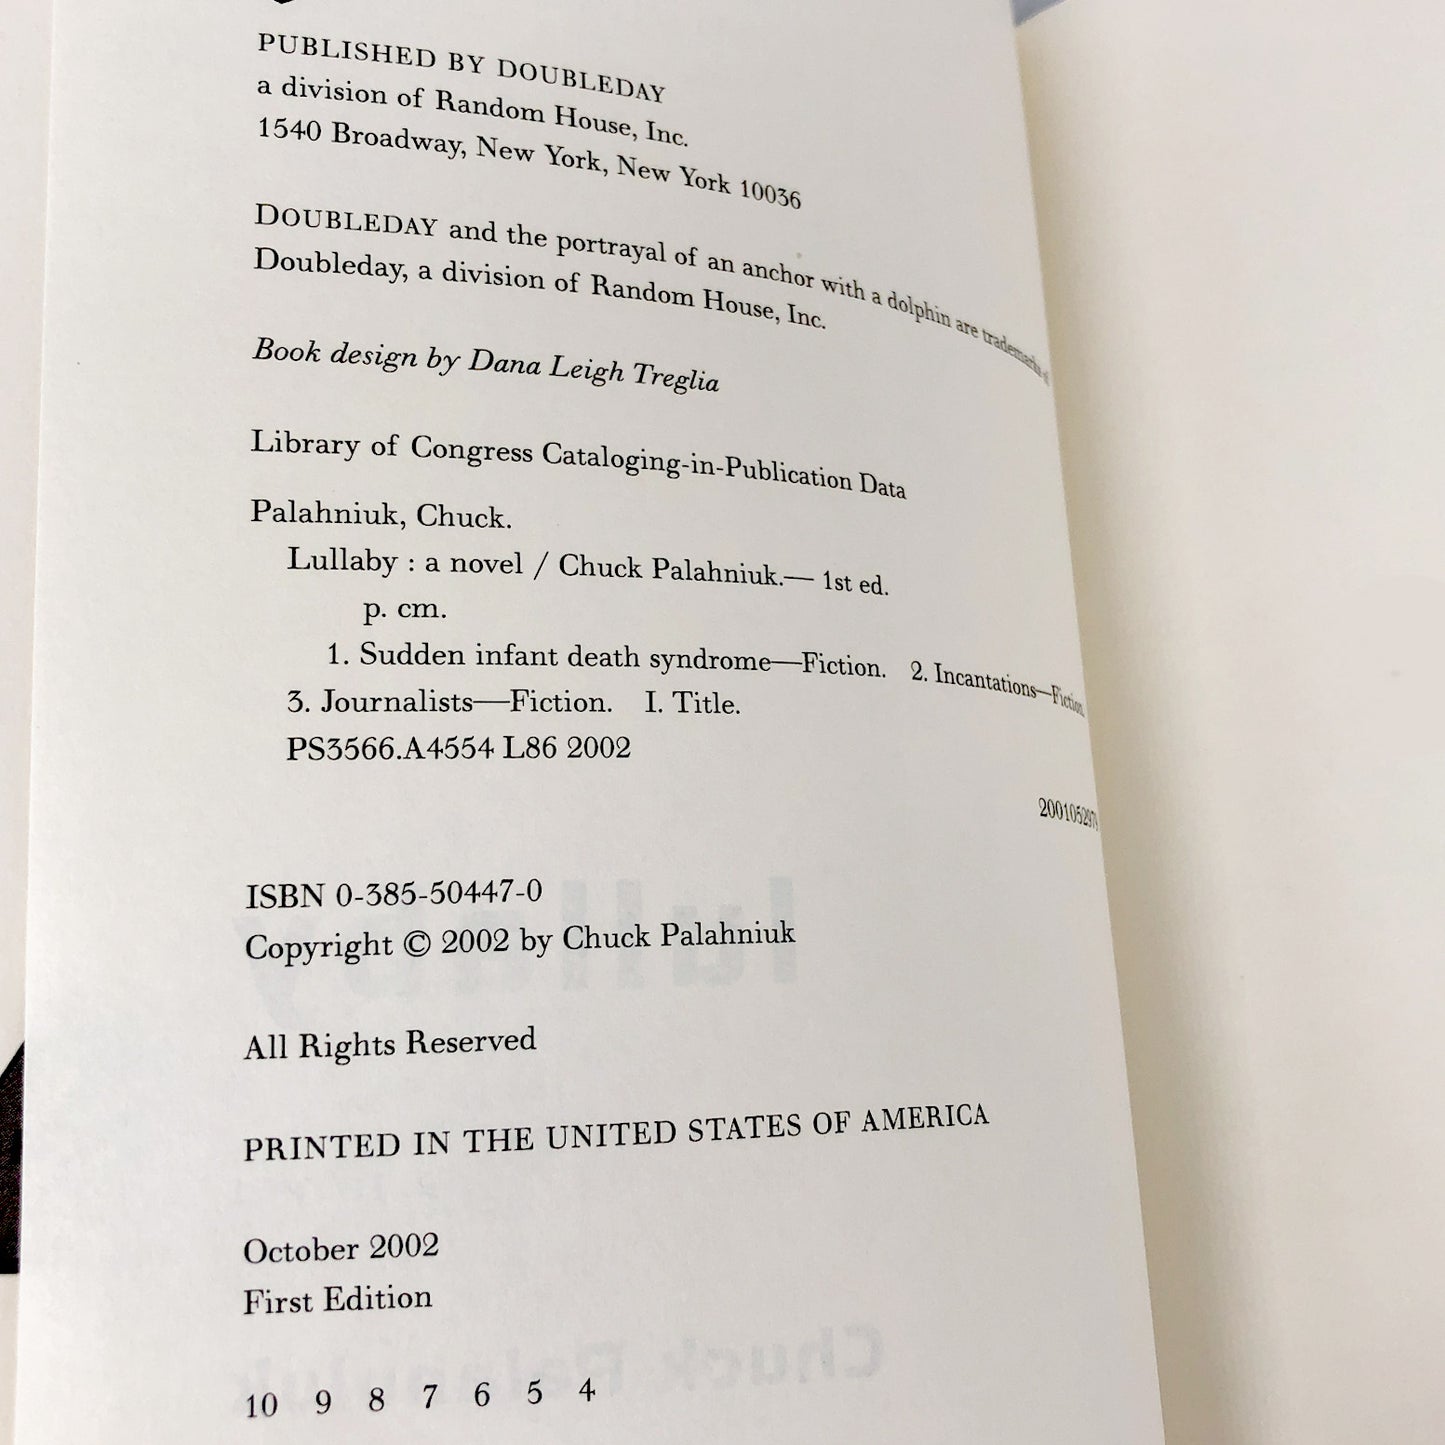 PUBLISHED BY DOUBLEDAY
a division of Random House, Inc.
1540 Broadway, New York, New York 10036
DOUBLEDAY and the portrayal of an anchor with a dolphin are trademarks of
Doubleday, a division of Random House, Inc.
Book design by Dana Leigh Treglia
Library of Congress Cataloging-in-Publication Data
Palahniuk, Chuck.
Lullaby : a novel / Chuck Palahniuk.— 1st ed.
p. cm.
1. Sudden infant death syndrome—Fiction. 2. Incantations—Fiction.
3. Journalists—Fiction. I. Title.
PS3566.A4554 L86 2002
ISBN 0-385-50447-0
Copyright © 2002 by Chuck Palahniuk
All Rights Reserved
PRINTED IN THE UNITED STATES OF AMERICA
October 2002
First Edition
10 9 8 7 6 5 4